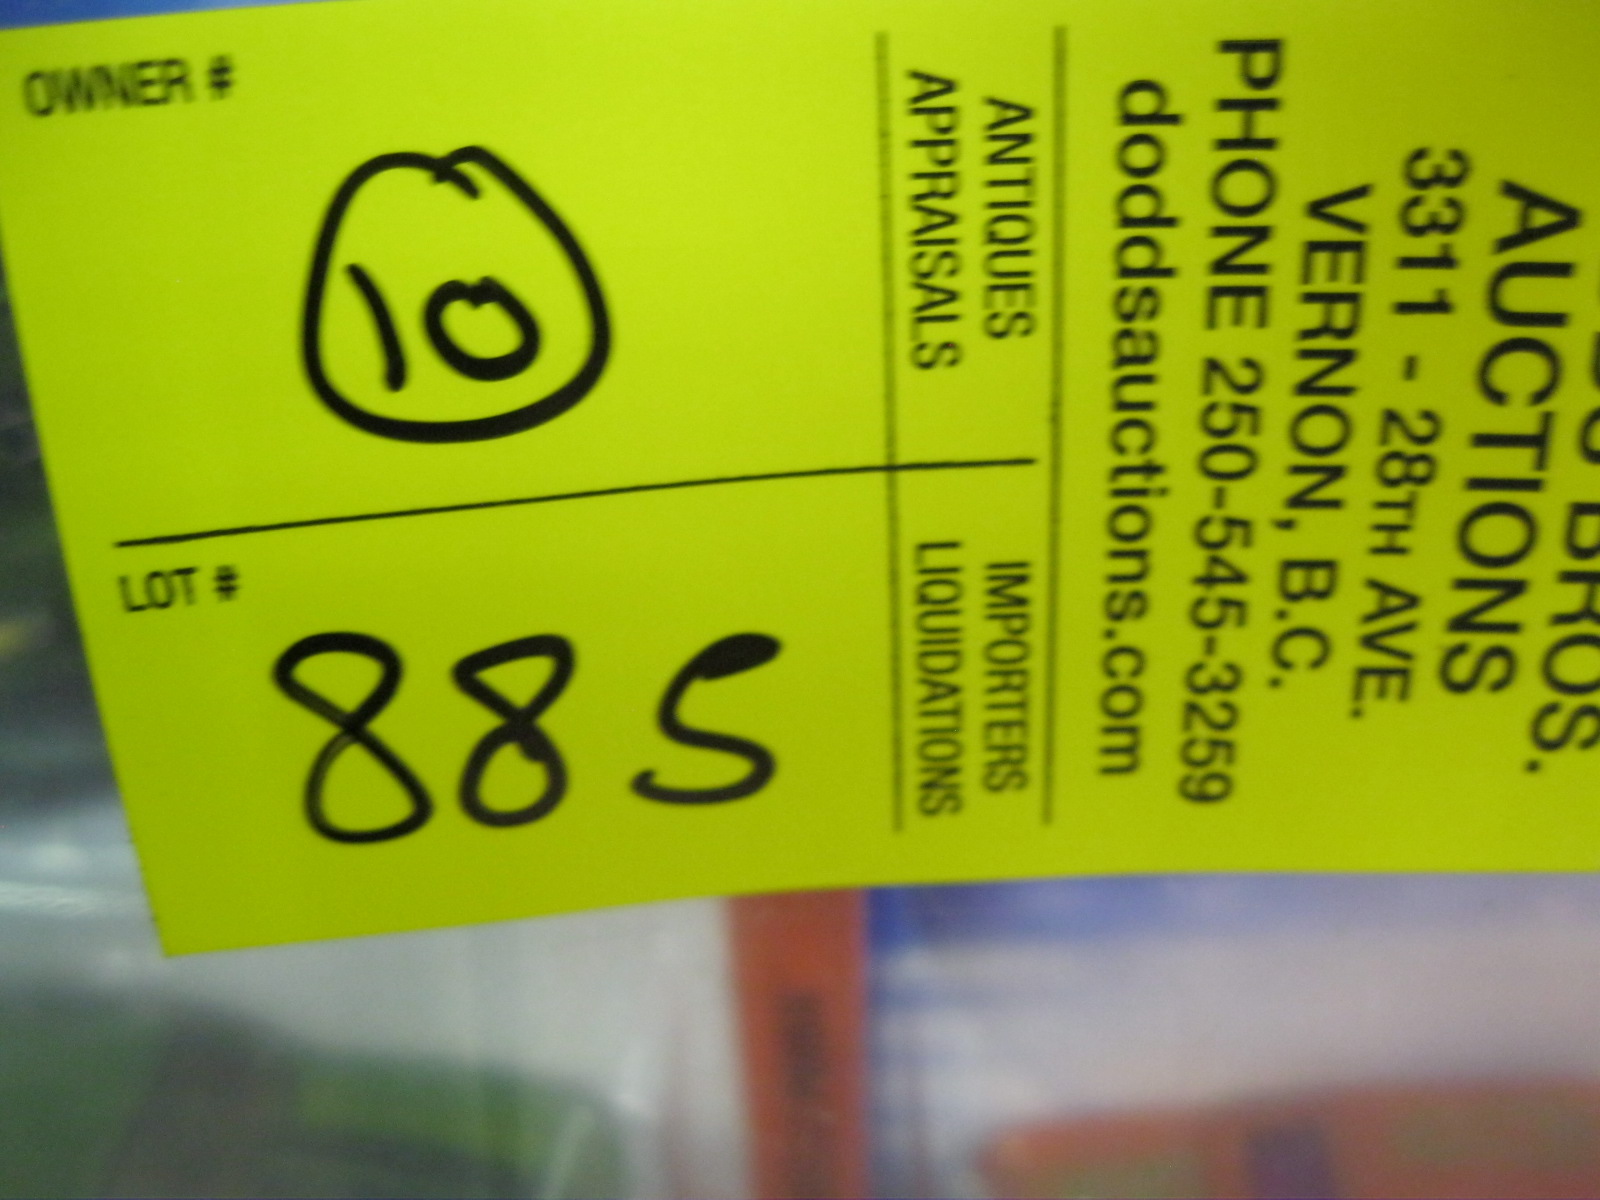 BROS.
AUCTIONS
3311 - 28TH AVE.
VERNON, B.C.
PHONE 250-545-3259
doddsauctions.com
ANTIQUES
APPRAISALS
IMPORTERS
LIQUIDATIONS
OWNER #
10
LOT #
885